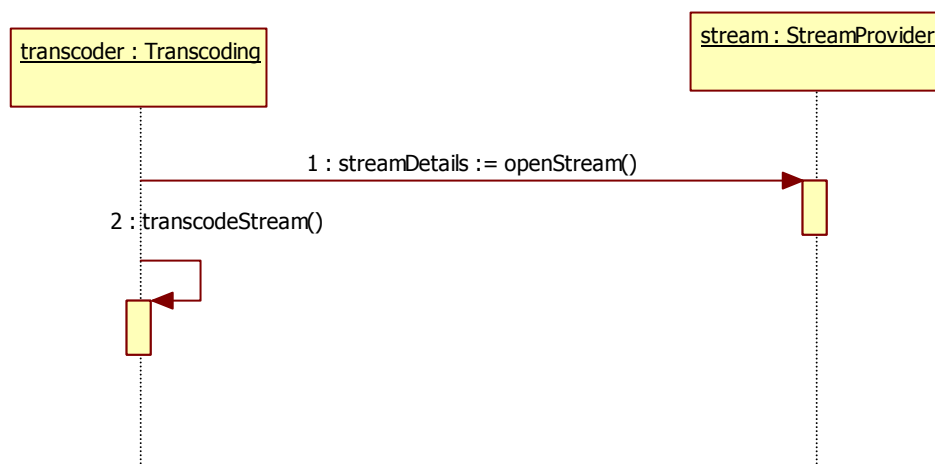 transcoder : Transcoding
stream : StreamProvider
1 : streamDetails := openStream()
2 : transcodeStream()